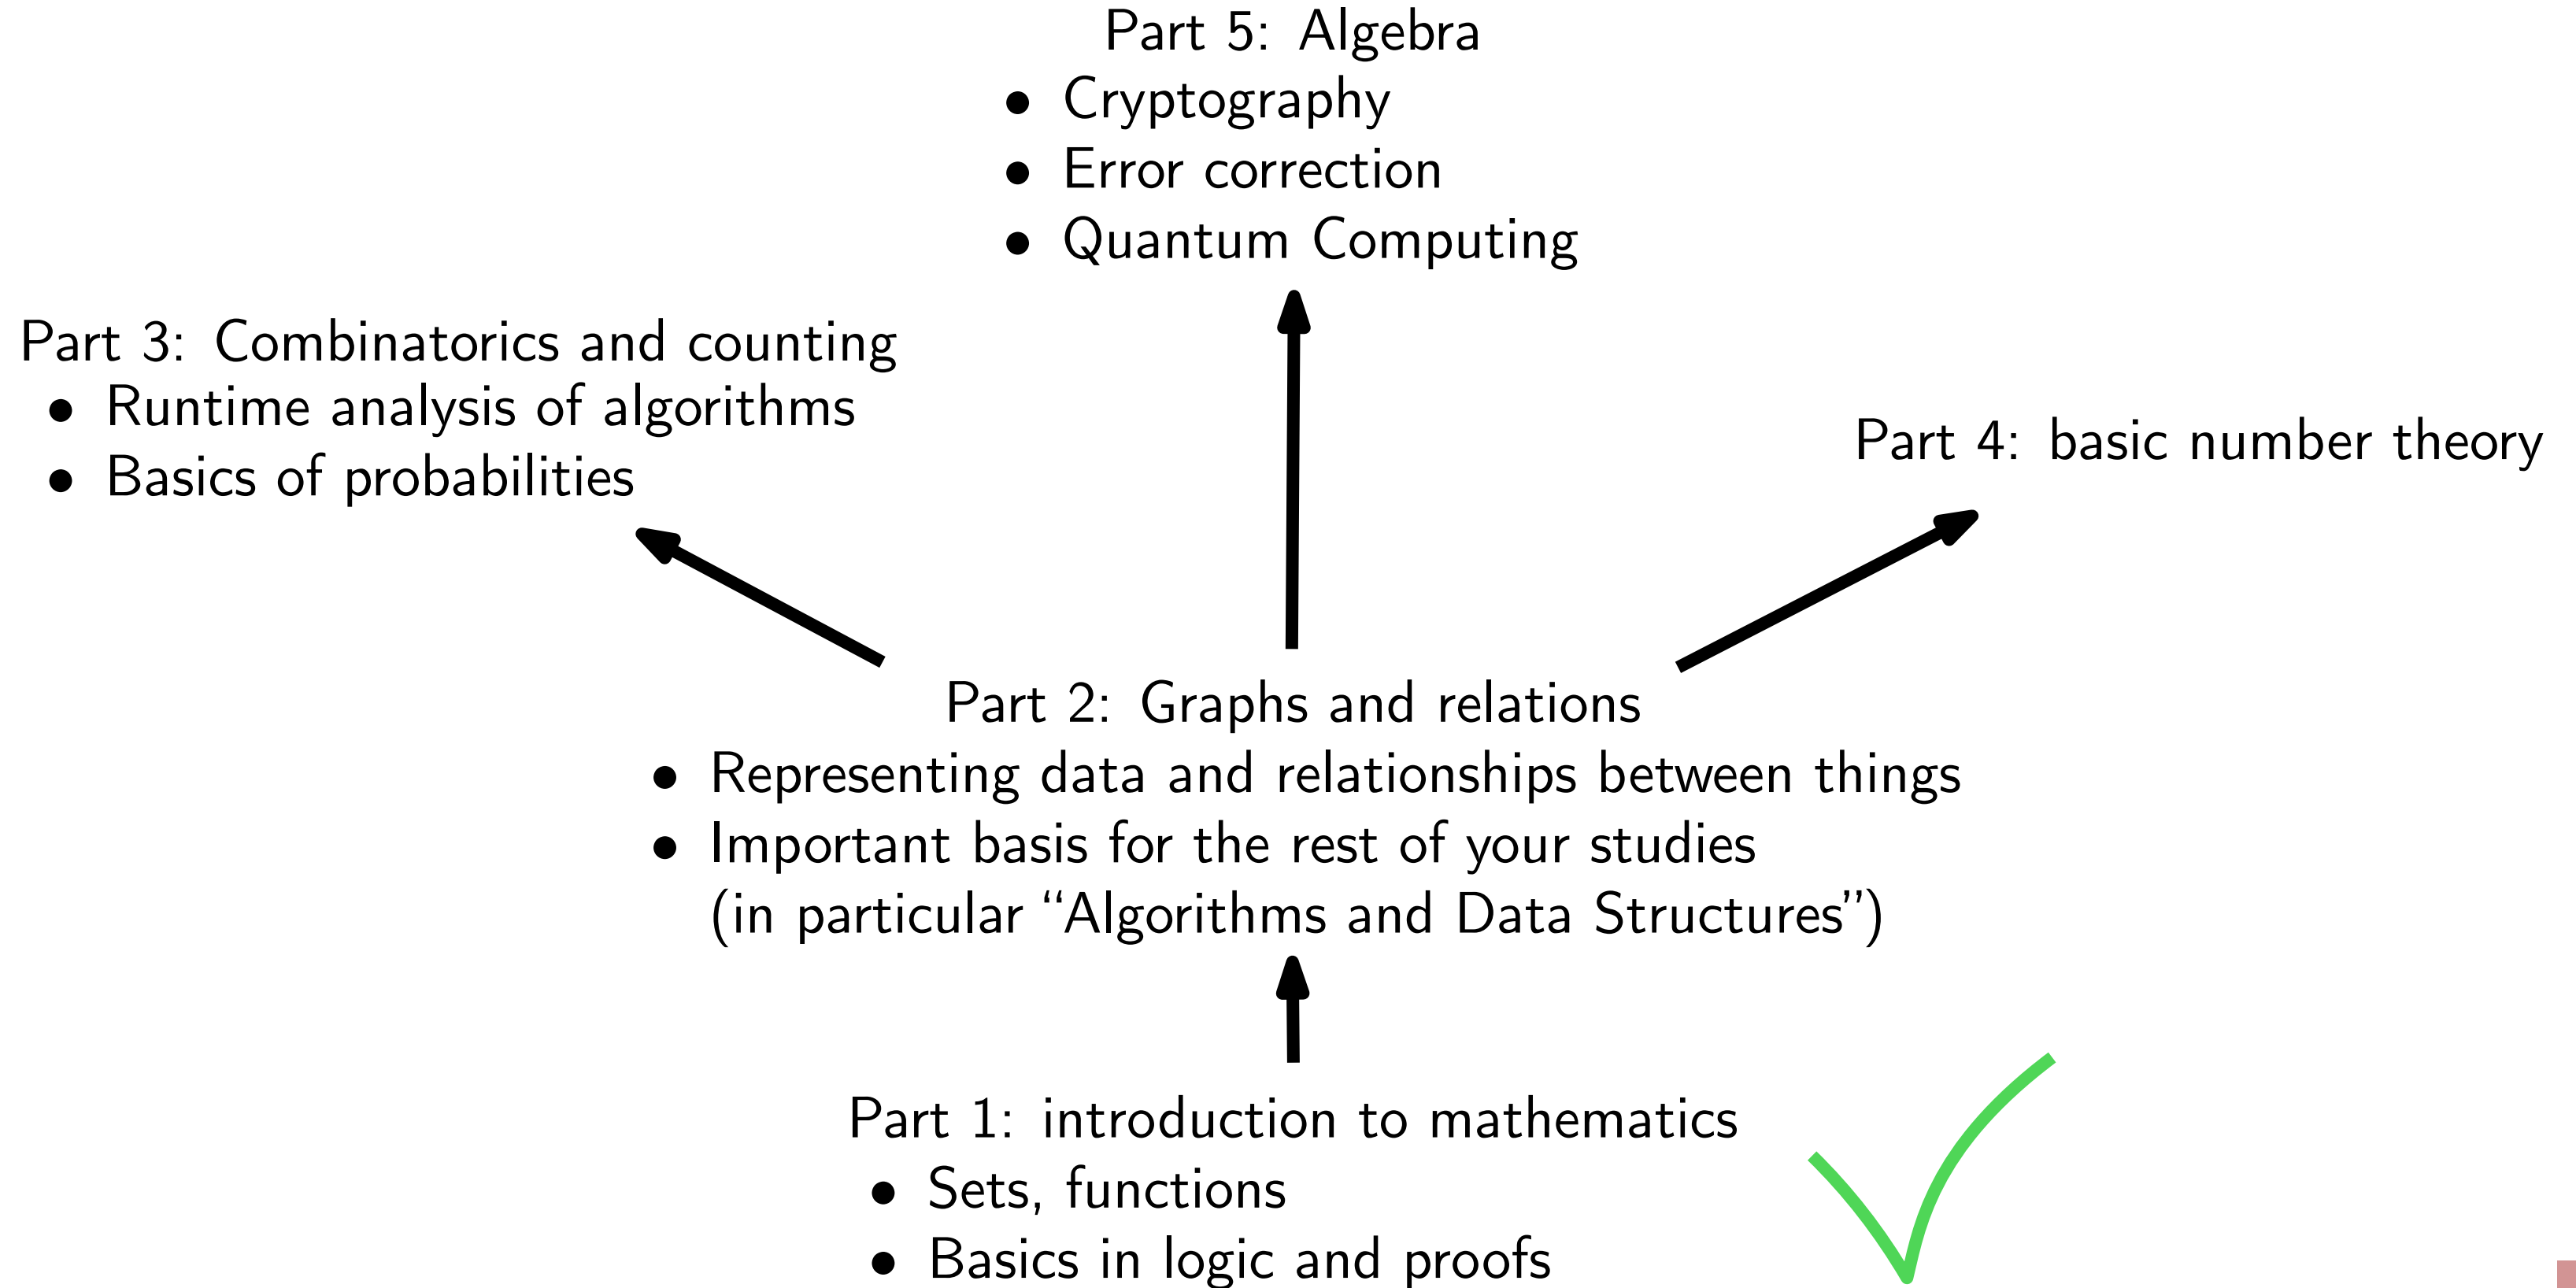 Part 5: Algebra
• Cryptography
• Error correction
• Quantum Computing
Part 3: Combinatorics and counting
• Runtime analysis of algorithms
• Basics of probabilities
Part 4: basic number theory
Part 2: Graphs and relations
• Representing data and relationships between things
• Important basis for the rest of your studies
(in particular “Algorithms and Data Structures”)
Part 1: introduction to mathematics
• Sets, functions
• Basics in logic and proofs